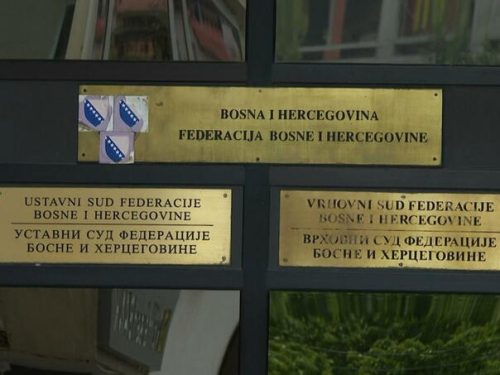 BOSNA I HERCEGOVINA
FEDERACIJA BOSNE I HERCEGOVINE
USTAVNI SUD FEDERACIJE
BOSNE I HERCEGOVINE
УСТАВНИ СУД ФЕДЕРАЦИЈЕ
БОСНЕ И ХЕРЦЕГОВИНЕ
VRHOVNI SUD FEDERACIJE
BOSNE I HERCEGOVINE
ВРХОВНИ СУД ФЕДЕРАЦИЈЕ
БОСНЕ И ХЕРЦЕГОВИНЕ